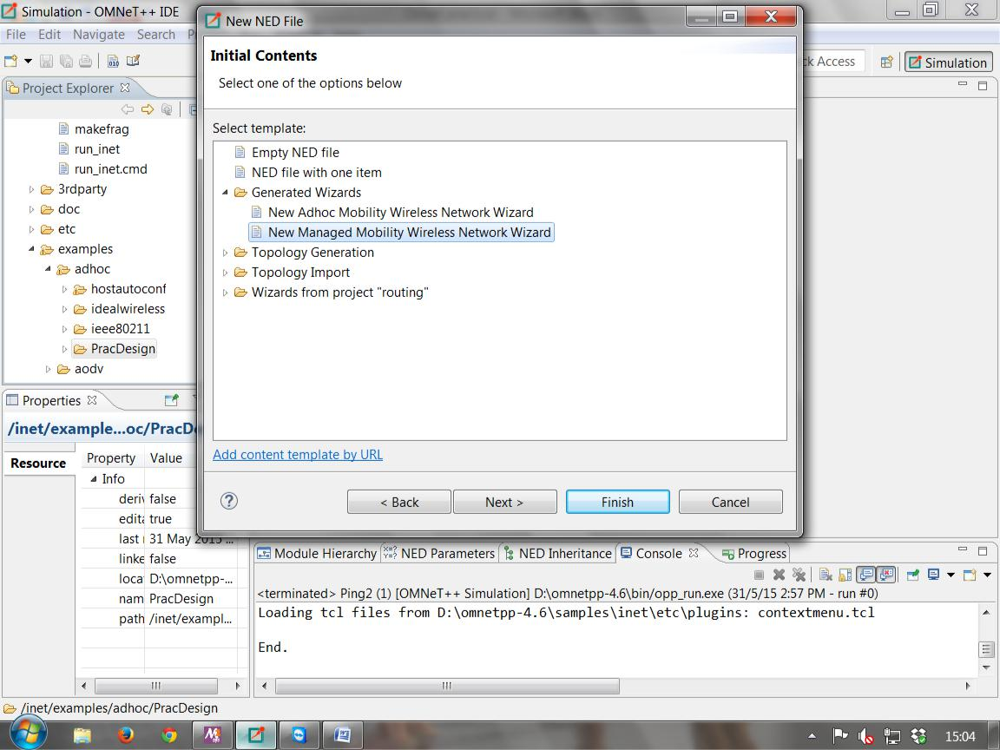 Simulation - OMNeT++ IDE
New NED File
File Edit Navigate Search
Initial Contents
Select one of the options below
ck Access
Simulation
Project Explorer
Select template:
makefrag
run_inet
run_inet.cmd
3rdparty
doc
etc
examples
adhoc
hostautoconf
idealwireless
ieee80211
PracDesign
aodv
Empty NED file
NED file with one item
Generated Wizards
New Adhoc Mobility Wireless Network Wizard
New Managed Mobility Wireless Network Wizard
Topology Generation
Topology Import
Wizards from project "routing"
Add content template by URL
< Back Next > Finish Cancel
Properties
/inet/example...oc/PracD
Resource
Property Value
Info
deriv false
edita true
last 31 May 2015 ...
linke false
loca D:\omnetpp-...
nam PracDesign
path /inet/exampl...
Module Hierarchy NED Parameters NED Inheritance Console Progress
<terminated> Ping2 (1) [OMNeT++ Simulation] D:\omnetpp-4.6\bin/opp_run.exe (31/5/15 2:57 PM - run #0)
Loading tcl files from D:\omnetpp-4.6\samples\inet\etc\plugins: contextmenu.tcl
End.
/inet/examples/adhoc/PracDesign
15:04